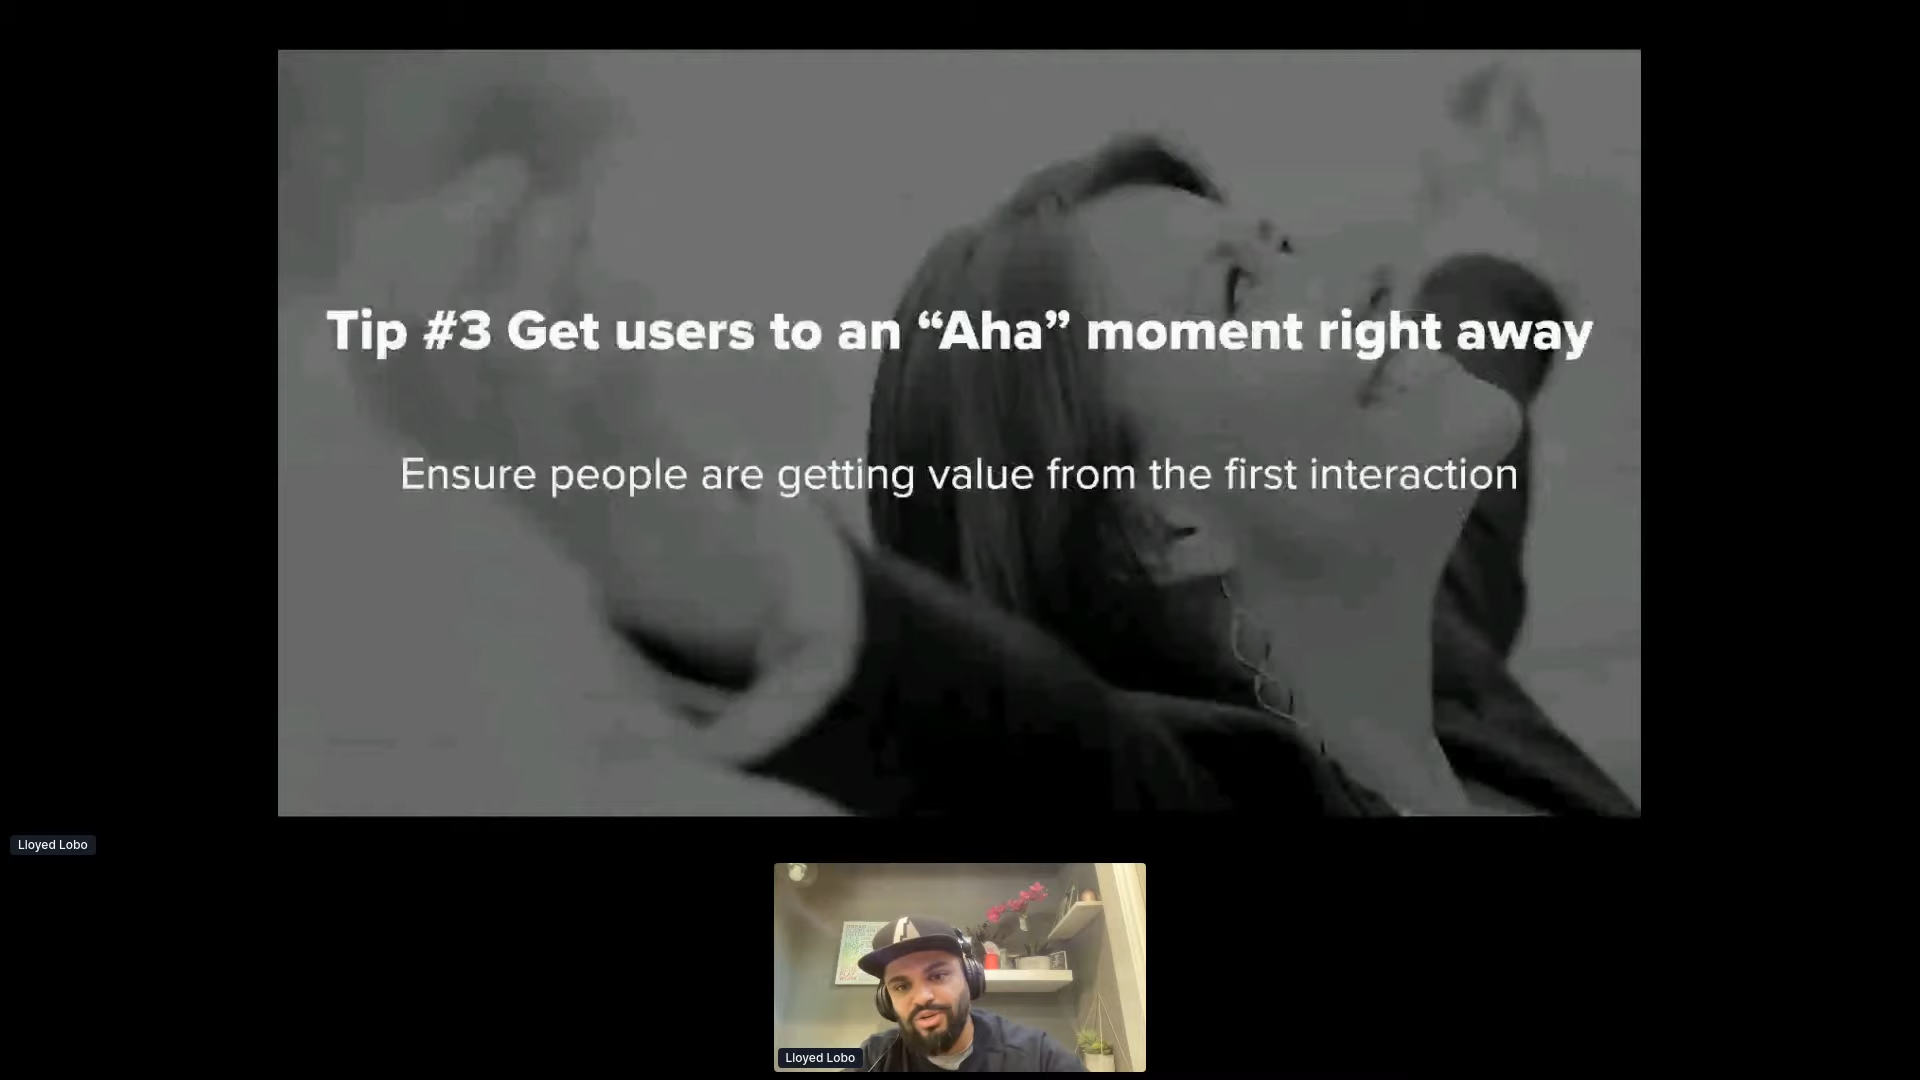 Tip #3 Get users to an “Aha” moment right away
Ensure people are getting value from the first interaction
Lloyed Lobo
Lloyed Lobo